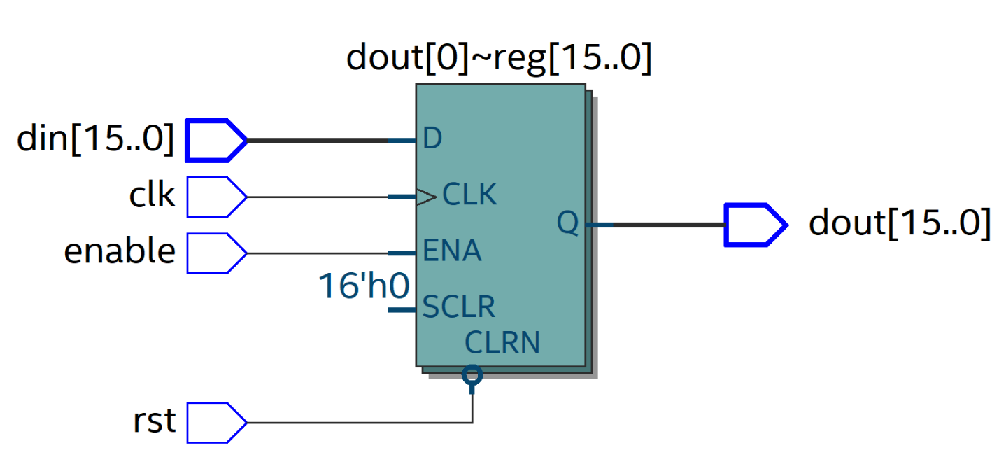 dout[0]~reg[15..0]
din[15..0]
D
clk
CLK
Q
dout[15..0]
enable
ENA
16'h0
SCLR
CLRN
rst